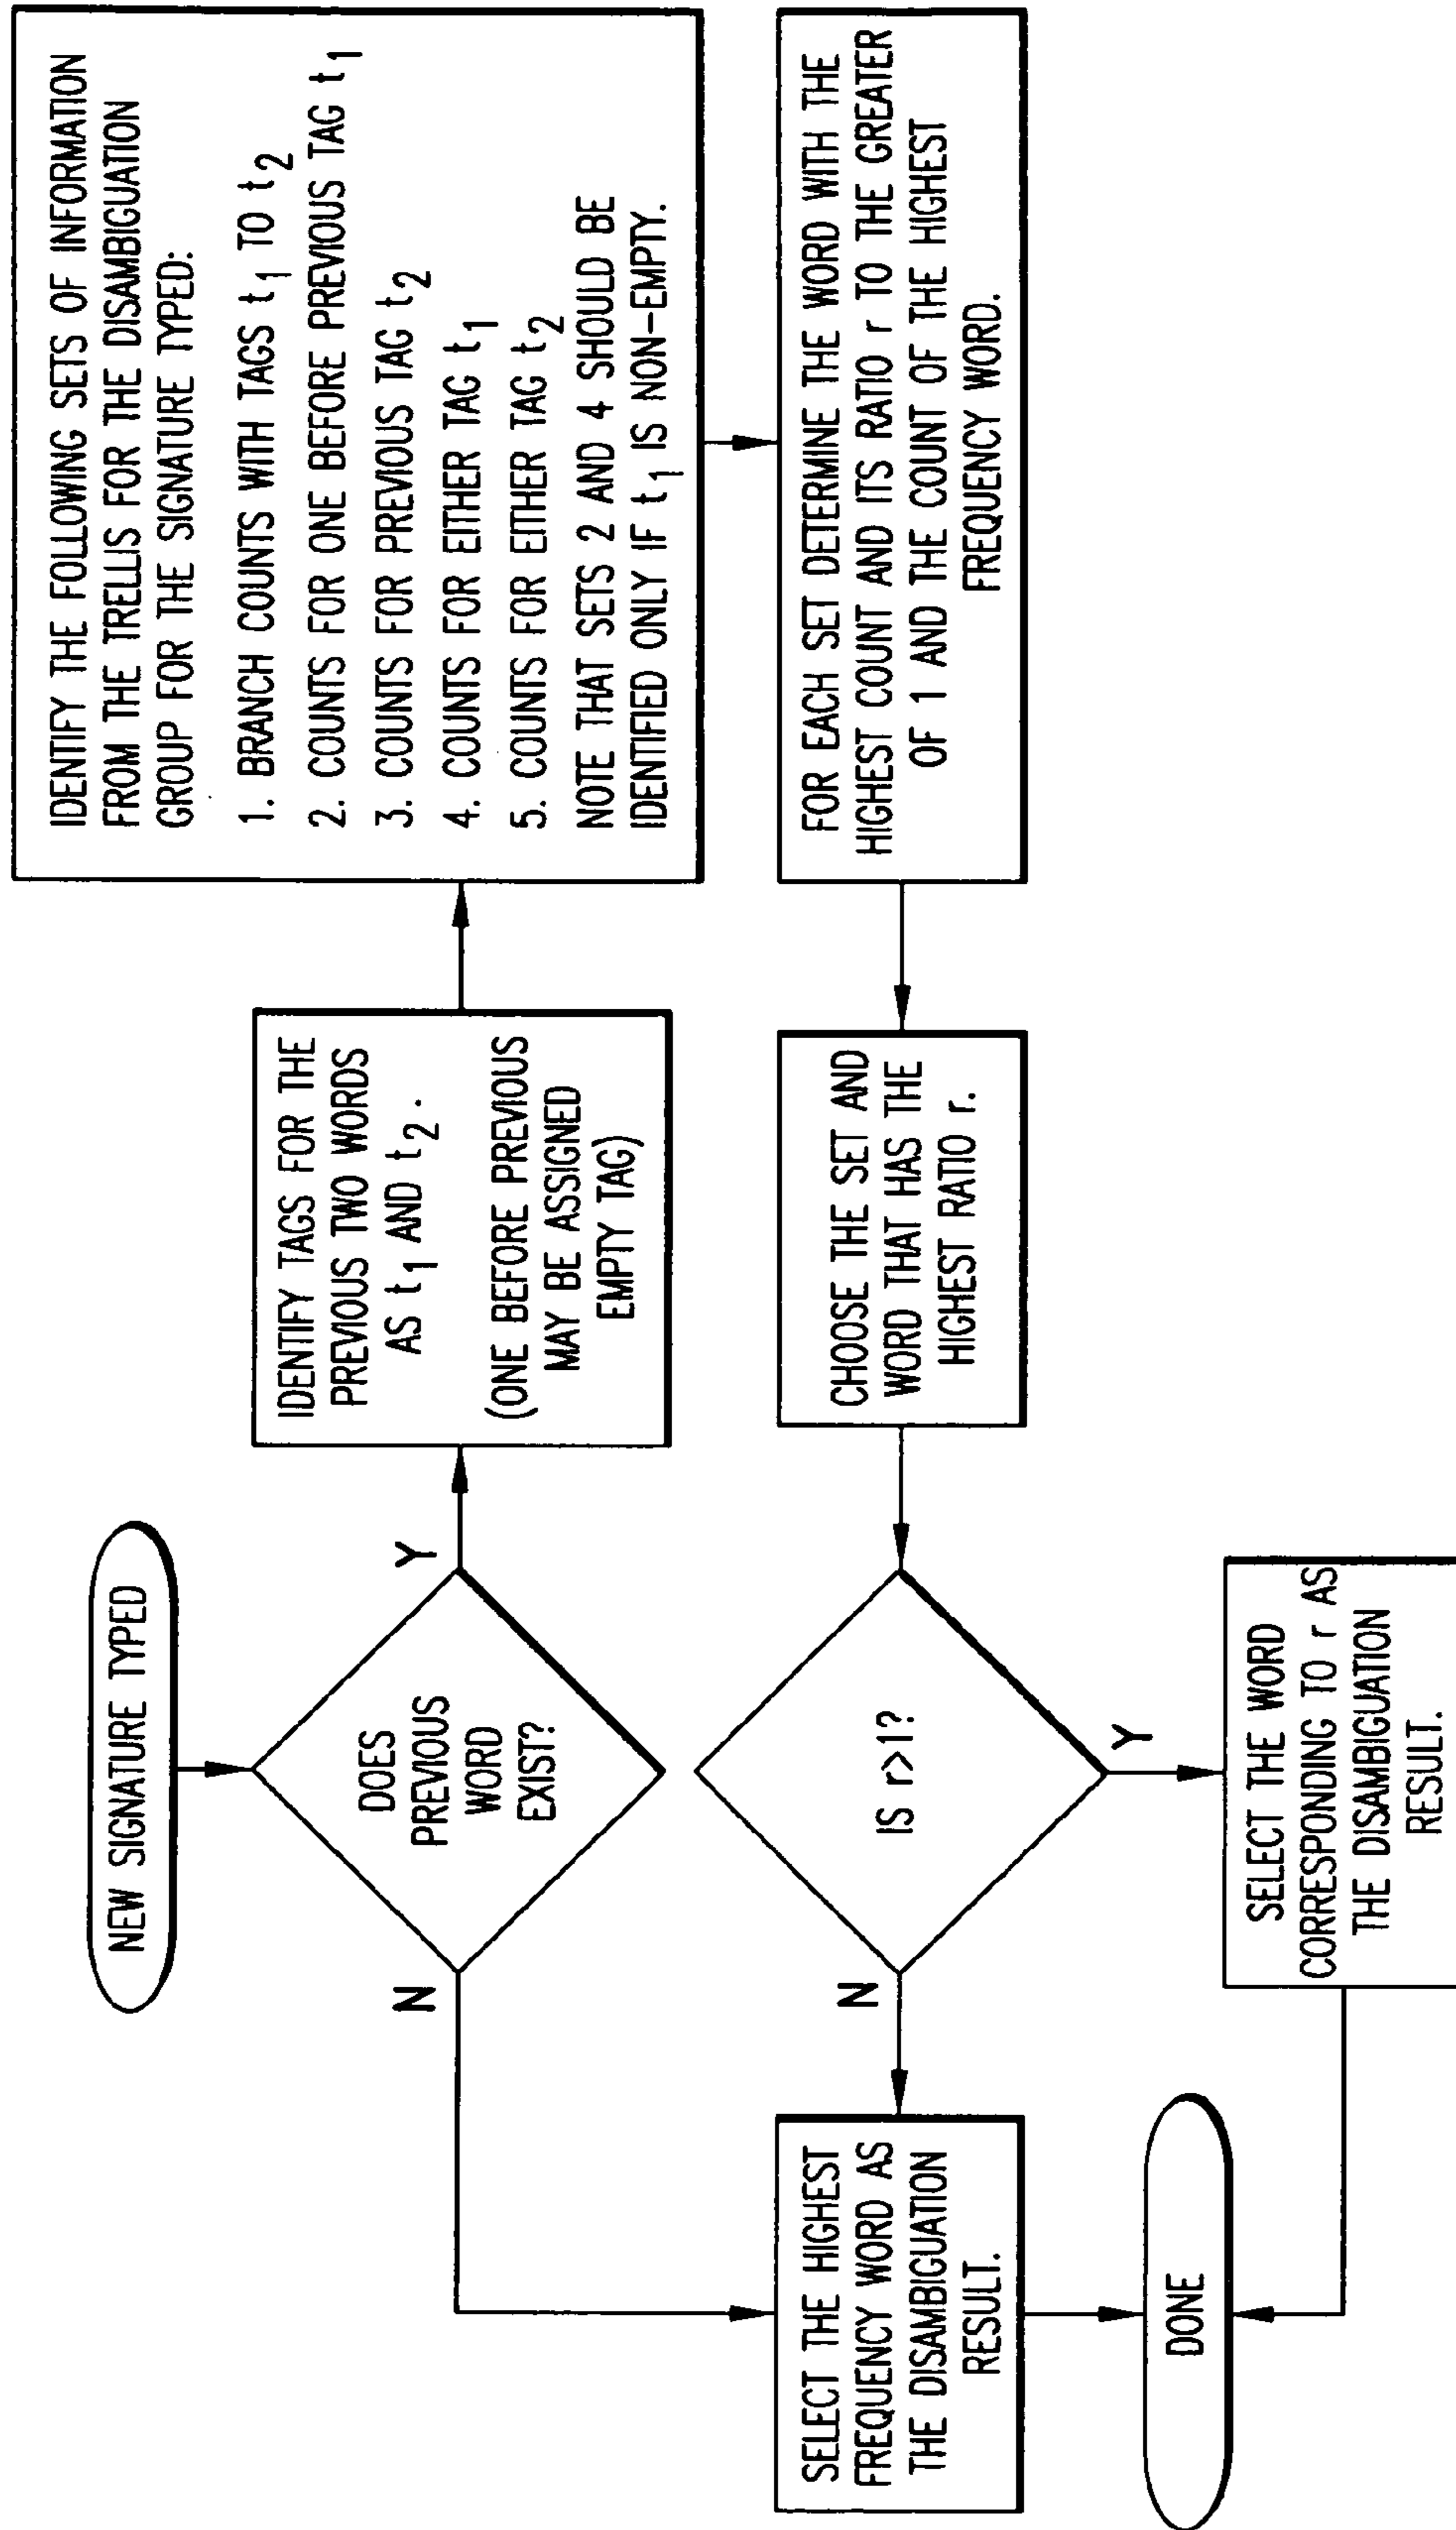 NEW SIGNATURE TYPED
DOES
PREVIOUS
WORD
EXIST?
Y
N
IDENTIFY TAGS FOR THE
PREVIOUS TWO WORDS
AS t1 AND t2.
(ONE BEFORE PREVIOUS
MAY BE ASSIGNED
EMPTY TAG)
IDENTIFY THE FOLLOWING SETS OF INFORMATION
FROM THE TRELLIS FOR THE DISAMBIGUATION
GROUP FOR THE SIGNATURE TYPED:
1. BRANCH COUNTS WITH TAGS t1 TO t2
2. COUNTS FOR ONE BEFORE PREVIOUS TAG t1
3. COUNTS FOR PREVIOUS TAG t2
4. COUNTS FOR EITHER TAG t1
5. COUNTS FOR EITHER TAG t2
NOTE THAT SETS 2 AND 4 SHOULD BE
IDENTIFIED ONLY IF t1 IS NON-EMPTY.
FOR EACH SET DETERMINE THE WORD WITH THE
HIGHEST COUNT AND ITS RATIO r TO THE GREATER
OF 1 AND THE COUNT OF THE HIGHEST
FREQUENCY WORD.
CHOOSE THE SET AND
WORD THAT HAS THE
HIGHEST RATIO r.
IS r>1?
N
Y
SELECT THE HIGHEST
FREQUENCY WORD AS
THE DISAMBIGUATION
RESULT.
SELECT THE WORD
CORRESPONDING TO r AS
THE DISAMBIGUATION
RESULT.
DONE